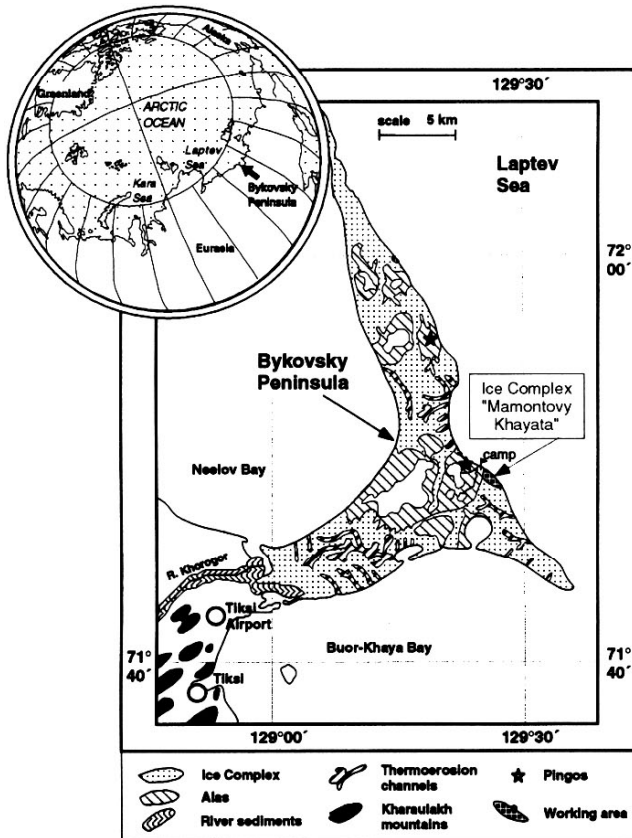 Alaska
Greenland
ARCTIC
OCEAN
Laptev
Sea
Kara
Sea
Bykovsky
Peninsula
Eurasia
129°30´
scale 5 km
Laptev
Sea
72°
00´
Bykovsky
Peninsula
Ice Complex
"Mamontovy
Khayata"
camp
Neelov Bay
R. Khorogor
Tiksi
Airport
Buor-Khaya Bay
71°
40´
71°
40´
Tiksi
129°00´
129°30´
Ice Complex
Thermoerosion
channels
Pingos
Alas
River sediments
Kharaulakh
mountains
Working area